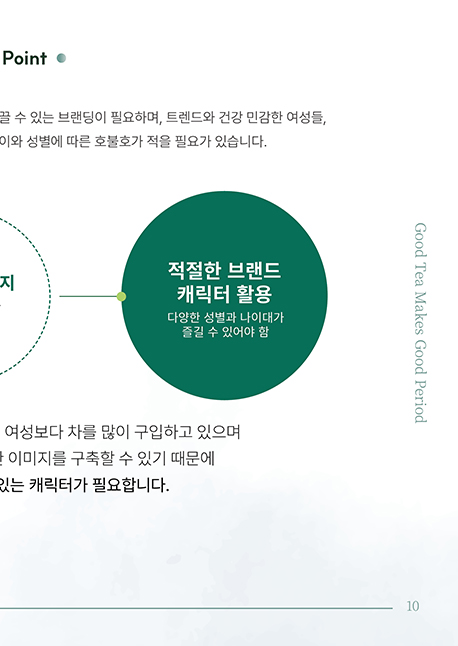 Point
끌 수 있는 브랜딩이 필요하며, 트렌드와 건강 민감한 여성들,
이와 성별에 따른 호불호가 적을 필요가 있습니다.
지
적절한 브랜드
캐릭터 활용
다양한 성별과 나이대가
즐길 수 있어야 함
Good Tea Makes Good Period
여성보다 차를 많이 구입하고 있으며
이미지를 구축할 수 있기 때문에
있는 캐릭터가 필요합니다.
10